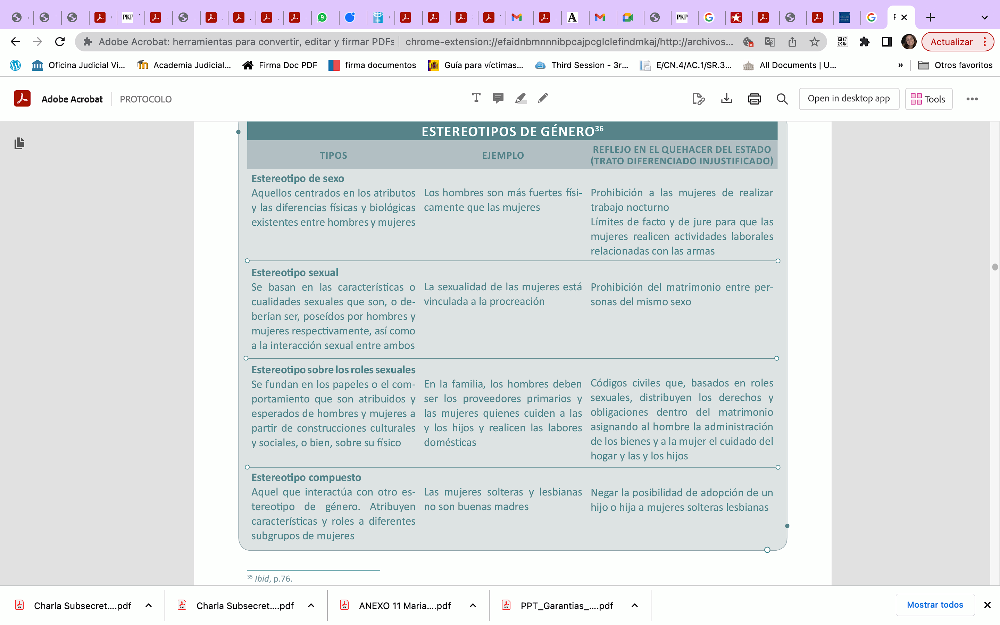 PKP
9
A
PKP
F
Adobe Acrobat: herramientas para convertir, editar y firmar PDFs
chrome-extension://efaidnbmnnnibpcajpcglclefindmkaj/http://archivos...
Actualizar
Oficina Judicial Vi...
Academia Judicial...
Firma Doc PDF
firma documentos
Guía para víctimas...
Third Session - 3r...
E/CN.4/AC.1/SR.3...
All Documents | U...
»
Otros favoritos
Adobe Acrobat
PROTOCOLO
Open in desktop app
Tools
ESTEREOTIPOS DE GÉNERO36
TIPOS
EJEMPLO
REFLEJO EN EL QUEHACER DEL ESTADO
(TRATO DIFERENCIADO INJUSTIFICADO)
Estereotipo de sexo
Aquellos centrados en los atributos
y las diferencias físicas y biológicas
existentes entre hombres y mujeres
Los hombres son más fuertes físi-
camente que las mujeres
Prohibición a las mujeres de realizar
trabajo nocturno
Límites de facto y de jure para que las
mujeres realicen actividades laborales
relacionadas con las armas
Estereotipo sexual
Se basan en las características o
cualidades sexuales que son, o de-
berían ser, poseídos por hombres y
mujeres respectivamente, así como
a la interacción sexual entre ambos
La sexualidad de las mujeres está
vinculada a la procreación
Prohibición del matrimonio entre per-
sonas del mismo sexo
Estereotipo sobre los roles sexuales
Se fundan en los papeles o el com-
portamiento que son atribuidos y
esperados de hombres y mujeres a
partir de construcciones culturales
y sociales, o bien, sobre su físico
En la familia, los hombres deben
ser los proveedores primarios y
las mujeres quienes cuiden a las
y los hijos y realicen las labores
domésticas
Códigos civiles que, basados en roles
sexuales, distribuyen los derechos y
obligaciones dentro del matrimonio
asignando al hombre la administración
de los bienes y a la mujer el cuidado del
hogar y las y los hijos
Estereotipo compuesto
Aquel que interactúa con otro es-
tereotipo de género. Atribuyen
características y roles a diferentes
subgrupos de mujeres
Las mujeres solteras y lesbianas
no son buenas madres
Negar la posibilidad de adopción de un
hijo o hija a mujeres solteras lesbianas
35 Ibid, p.76.
Charla Subsecret....pdf
Charla Subsecret....pdf
ANEXO 11 Maria....pdf
PPT_Garantias_....pdf
Mostrar todos